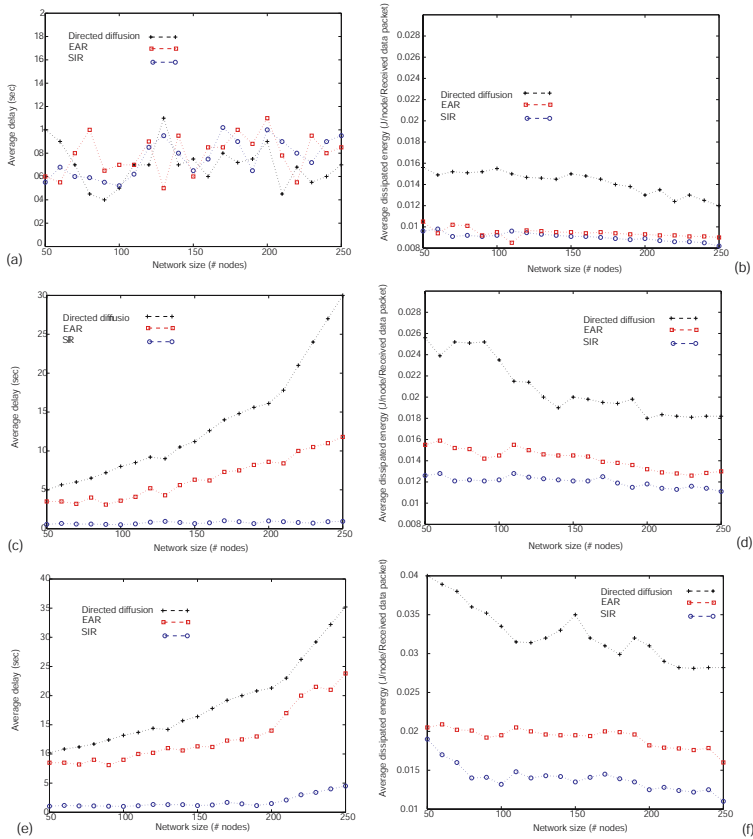 2
18
16
14
12
1
08
06
04
02
0
50
100
150
200
250
Average delay (sec)
Network size (# nodes)
Directed diffusion
EAR
SIR
(a)
0.03
0.028
0.026
0.024
0.022
0.02
0.018
0.016
0.014
0.012
0.01
0.008
50
100
150
200
250
Average dissipated energy (J/node/Received data packet)
Network size (# nodes)
Directed diffusion
EAR
SIR
(b)
30
25
20
15
10
5
0
50
100
150
200
250
Average delay (sec)
Network size (# nodes)
Directed diffusio
EAR
SIR
(c)
0.028
0.026
0.024
0.022
0.02
0.018
0.016
0.014
0.012
0.01
0.008
50
100
150
200
250
Average dissipated energy (J/node/Received data packet)
Network size (# nodes)
Directed diffusion
EAR
SIR
(d)
40
35
30
25
20
15
10
5
0
50
100
150
200
250
Average delay (sec)
Network size (# nodes)
Directed diffusion
EAR
SIR
(e)
0.04
0.035
0.03
0.025
0.02
0.015
0.01
50
100
150
200
250
Average dissipated energy (J/node/Received data packet)
Network size (# nodes)
Directed diffusion
EAR
SIR
(f)